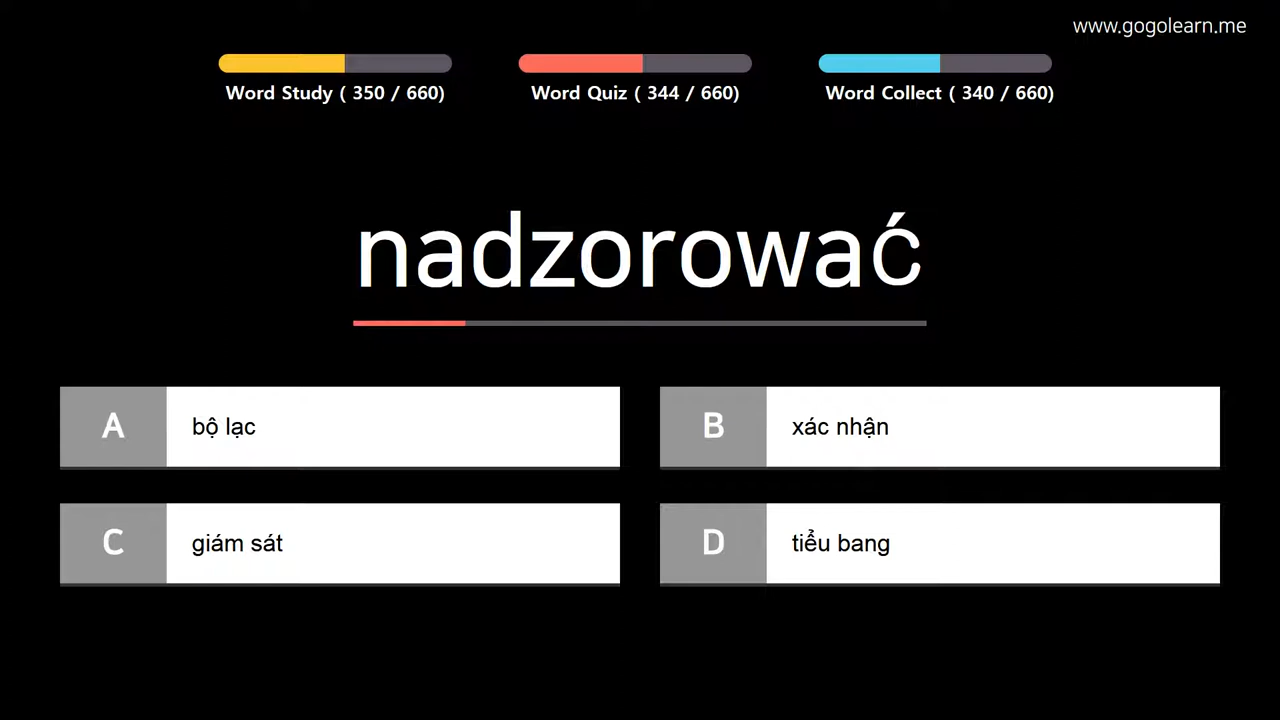 www.gogolearn.me
Word Study ( 350 / 660)
Word Quiz ( 344 / 660)
Word Collect ( 340 / 660)
nadzorować
A bộ lạc
B xác nhận
C giám sát
D tiểu bang